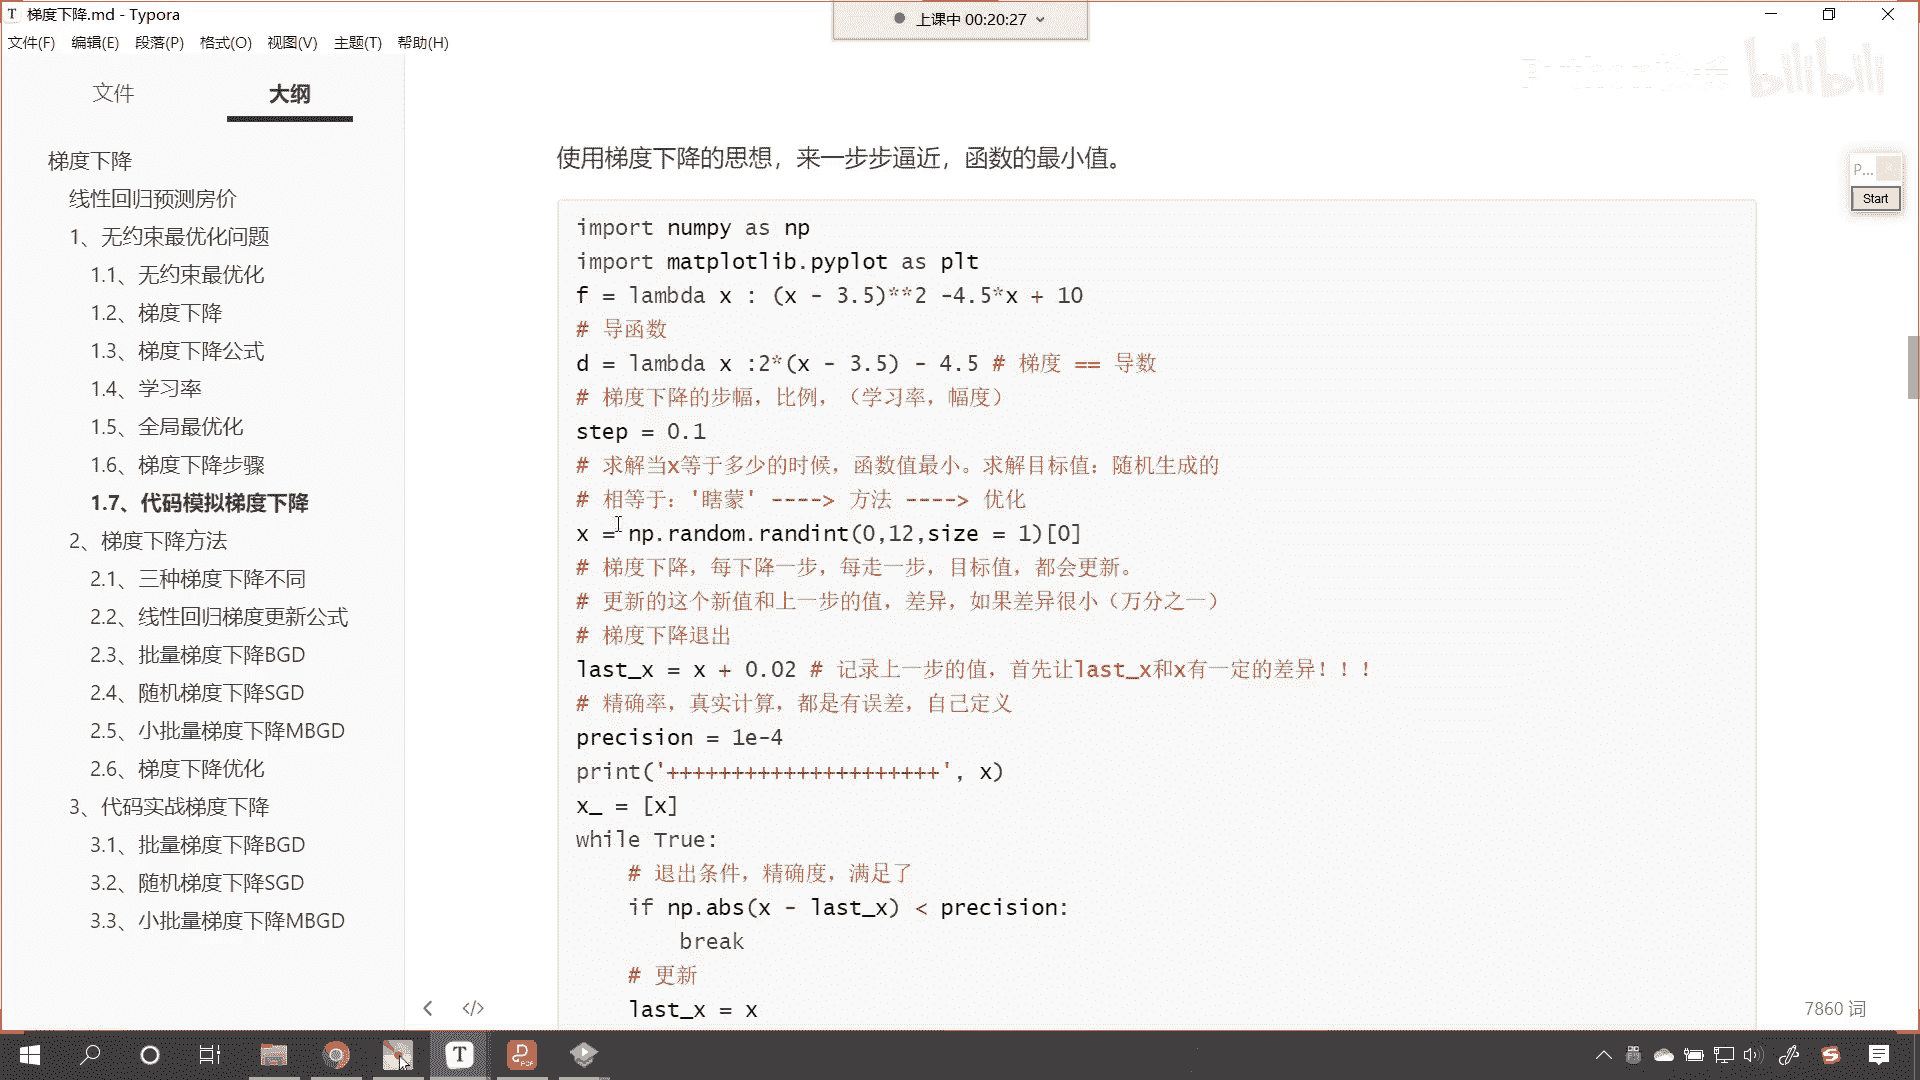 梯度下降.md - Typora
上课中 00:20:27
文件(F) 编辑(E) 段落(P) 格式(O) 视图(V) 主题(T) 帮助(H)
bilibili
文件 大纲
梯度下降
线性回归预测房价
1、无约束最优化问题
1.1、无约束最优化
1.2、梯度下降
1.3、梯度下降公式
1.4、学习率
1.5、全局最优化
1.6、梯度下降步骤
1.7、代码模拟梯度下降
2、梯度下降方法
2.1、三种梯度下降不同
2.2、线性回归梯度更新公式
2.3、批量梯度下降BGD
2.4、随机梯度下降SGD
2.5、小批量梯度下降MBGD
2.6、梯度下降优化
3、代码实战梯度下降
3.1、批量梯度下降BGD
3.2、随机梯度下降SGD
3.3、小批量梯度下降MBGD
使用梯度下降的思想，来一步步逼近，函数的最小值。
import numpy as np
import matplotlib.pyplot as plt
f = lambda x : (x - 3.5)**2 -4.5*x + 10
# 导函数
d = lambda x :2*(x - 3.5) - 4.5 # 梯度 == 导数
# 梯度下降的步幅，比例，（学习率，幅度）
step = 0.1
# 求解当x等于多少的时候，函数值最小。求解目标值：随机生成的
# 相等于：'瞎蒙' ----> 方法 ----> 优化
x = np.random.randint(0,12,size = 1)[0]
# 梯度下降，每下降一步，每走一步，目标值，都会更新。
# 更新的这个新值和上一步的值，差异，如果差异很小（万分之一）
# 梯度下降退出
last_x = x + 0.02 # 记录上一步的值，首先让last_x和x有一定的差异！！！
# 精确率，真实计算，都是有误差，自己定义
precision = 1e-4
print('+++++++++++++++++++++', x)
x_ = [x]
while True:
    # 退出条件，精确度，满足了
    if np.abs(x - last_x) < precision:
        break
    # 更新
    last_x = x
P...
Start
7860 词